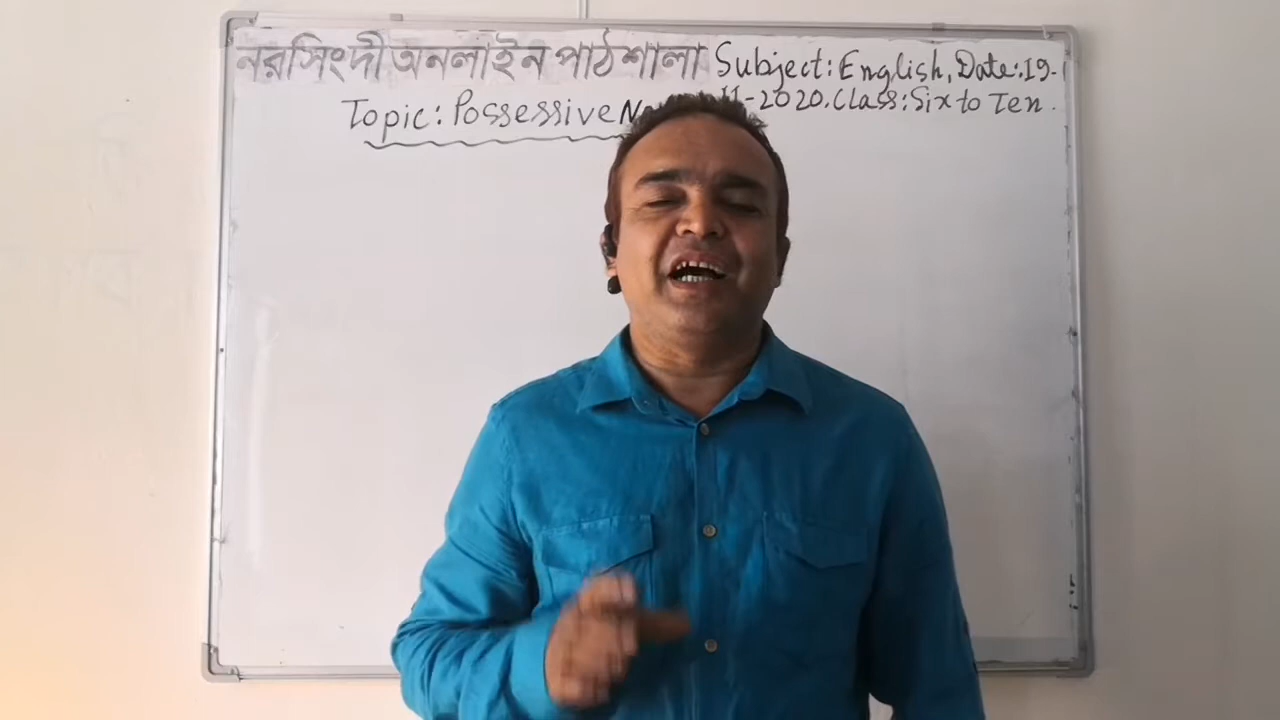 নরসিংদী অনলাইন পাঠশালা Subject: English, Date:19-
Topic: Possessive 11-2020. Class: Six to Ten.